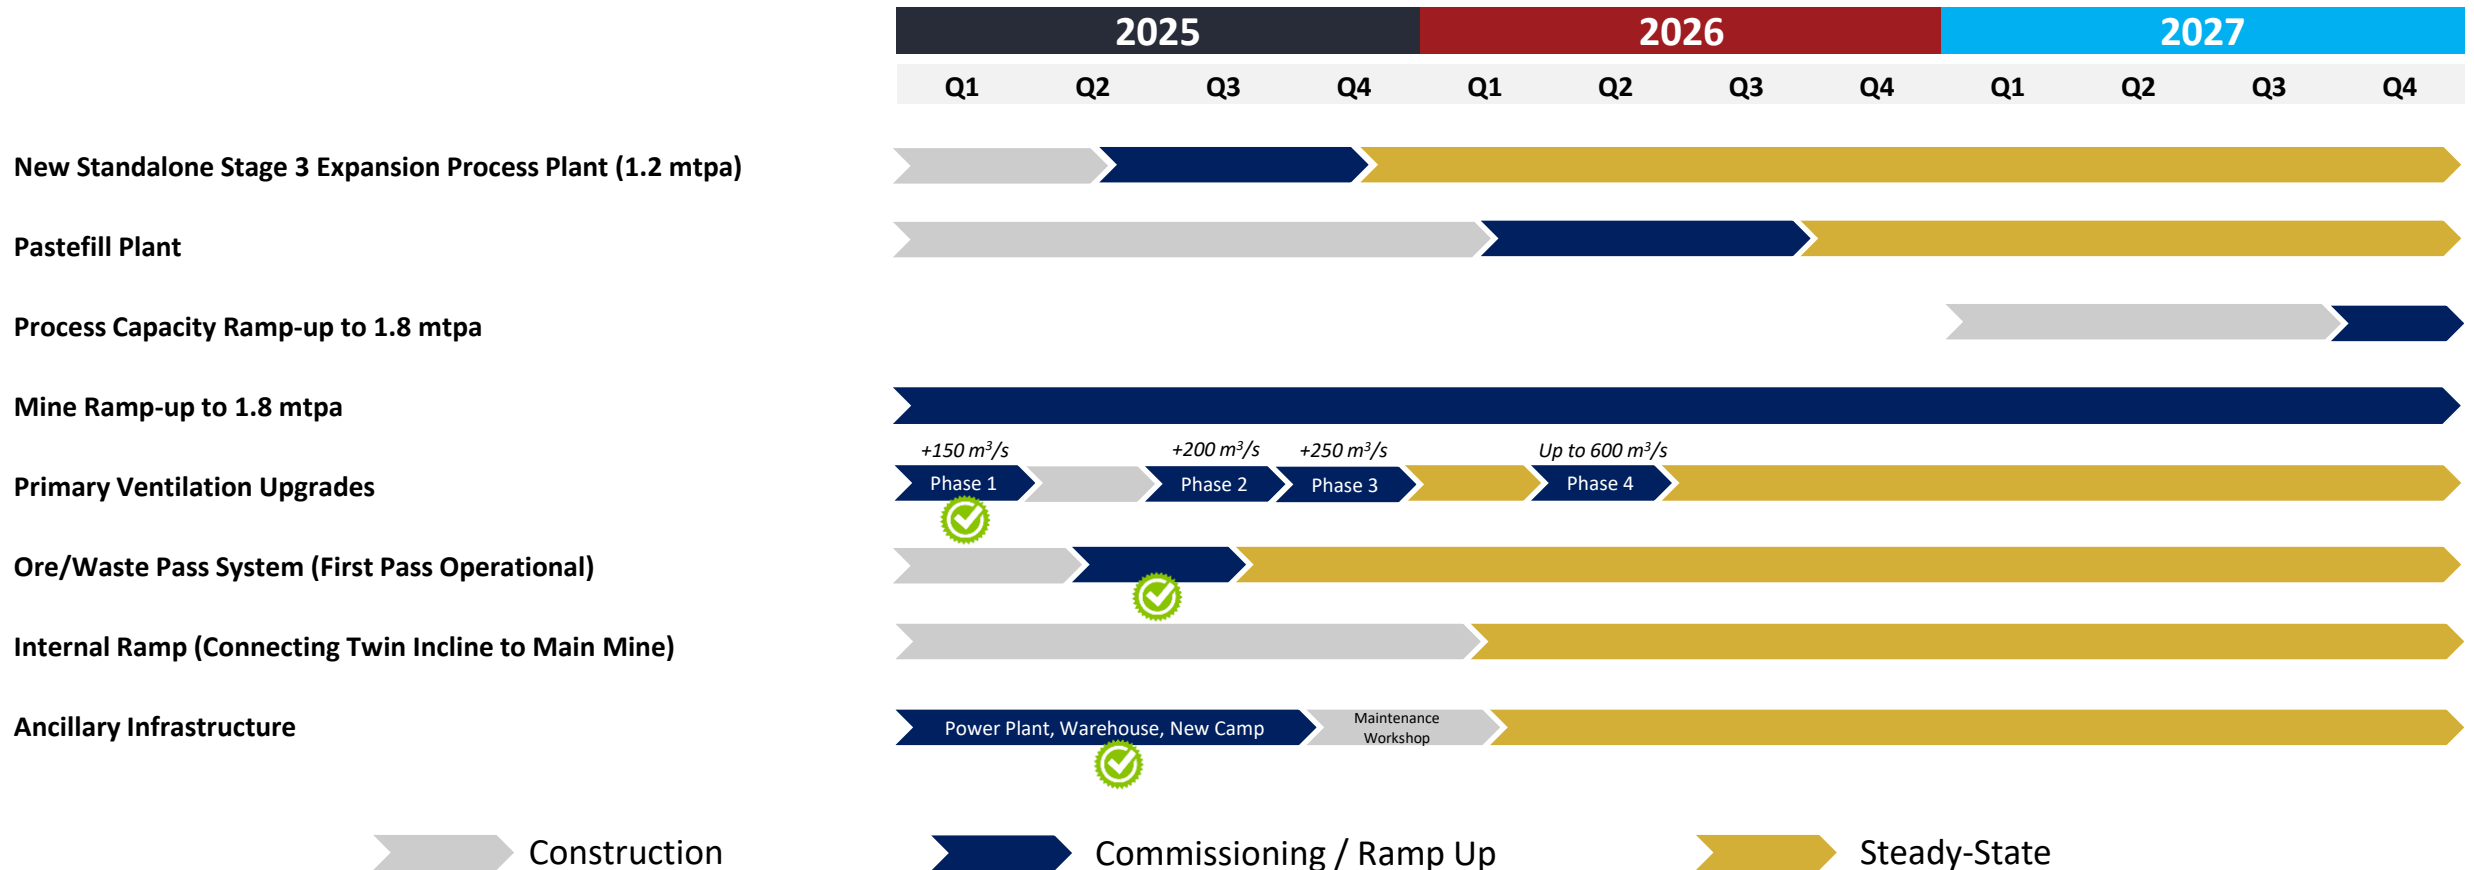 2025 2026 2027
Q1 Q2 Q3 Q4 Q1 Q2 Q3 Q4 Q1 Q2 Q3 Q4
New Standalone Stage 3 Expansion Process Plant (1.2 mtpa)
Pastefill Plant
Process Capacity Ramp-up to 1.8 mtpa
Mine Ramp-up to 1.8 mtpa
+150 m³/s +200 m³/s +250 m³/s Up to 600 m³/s
Primary Ventilation Upgrades Phase 1 Phase 2 Phase 3 Phase 4
Ore/Waste Pass System (First Pass Operational)
Internal Ramp (Connecting Twin Incline to Main Mine)
Ancillary Infrastructure Power Plant, Warehouse, New Camp
Maintenance
Workshop
Construction Commissioning / Ramp Up Steady-State